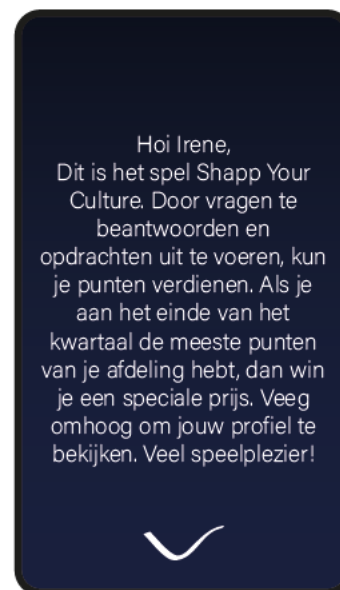 Hoi Irene,
Dit is het spel Shapp Your
Culture. Door vragen te
beantwoorden en
opdrachten uit te voeren, kun
je punten verdienen. Als je
aan het einde van het
kwartaal de meeste punten
van je afdeling hebt, dan win
je een speciale prijs. Veeg
omhoog om jouw profiel te
bekijken. Veel speelplezier!